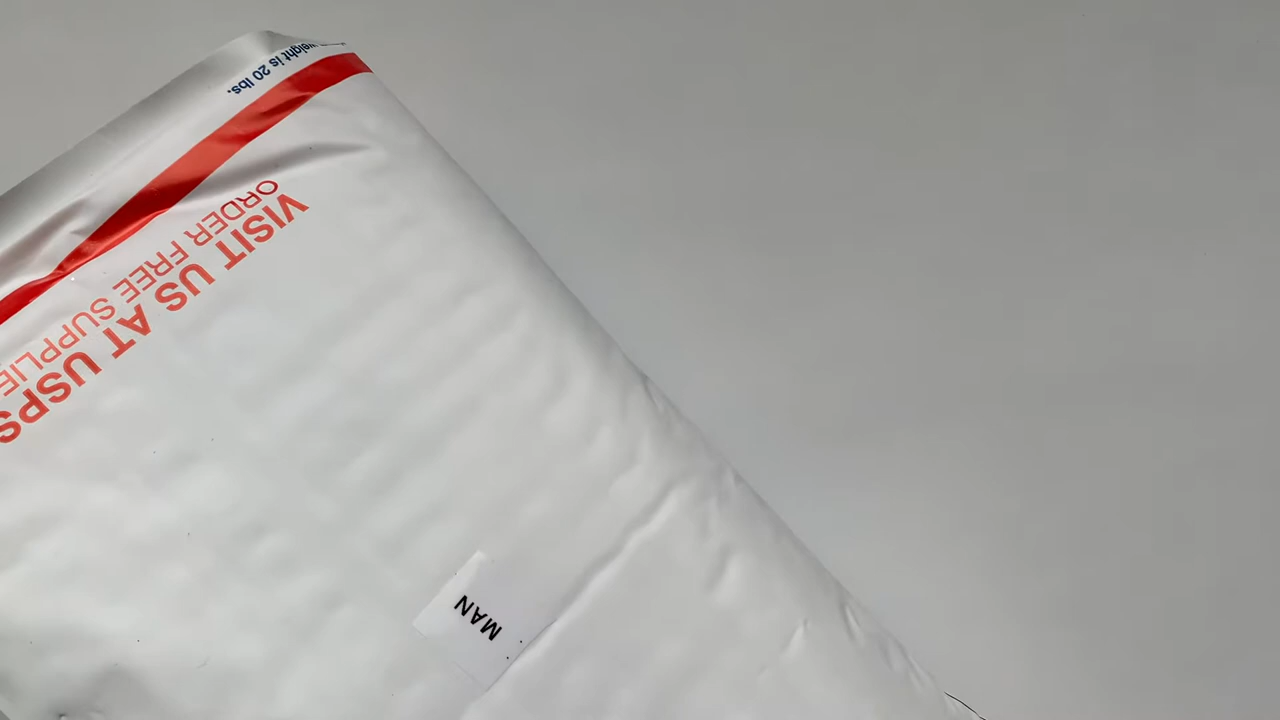 MAN
VISIT US AT USPS
ORDER FREE SUPPLIE
weight is 20 lbs.